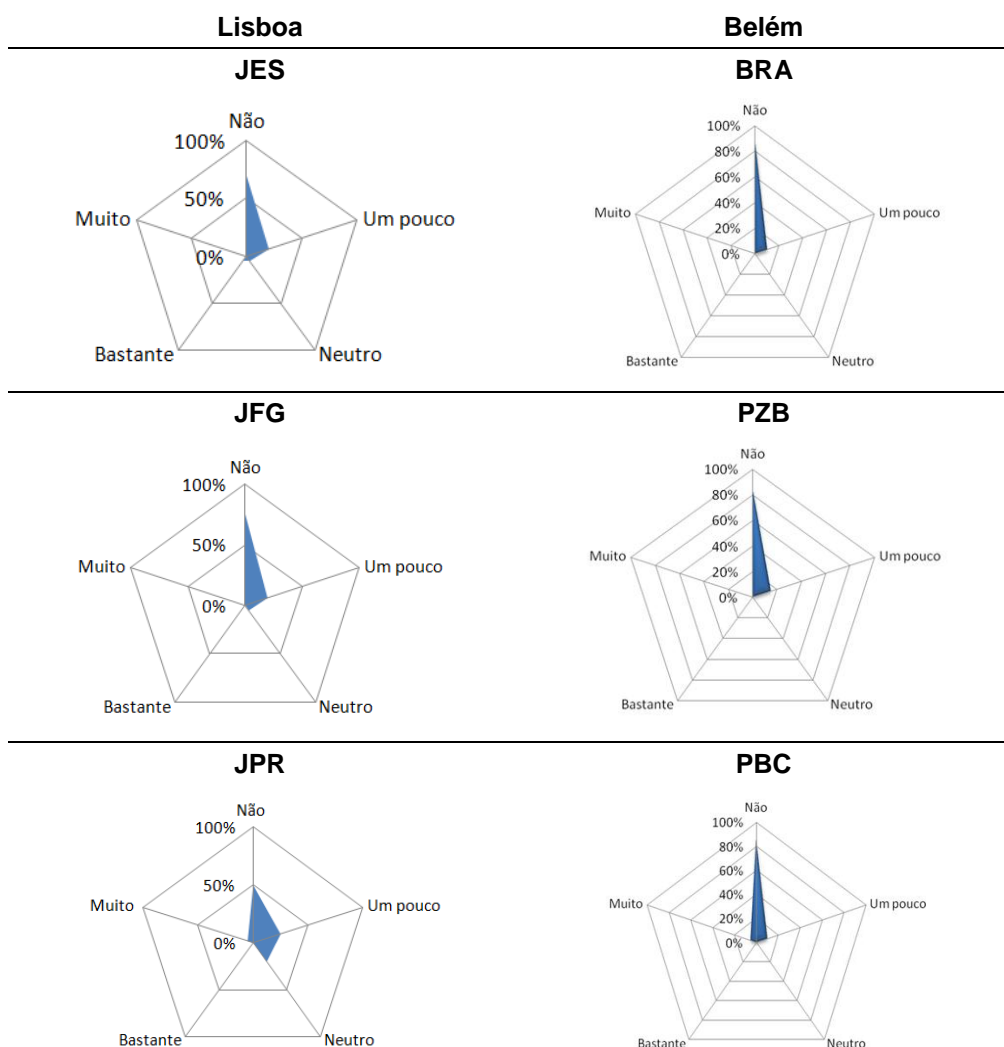 Lisboa Belém
JES BRA
Não
100%
Muito 50% Um pouco
0%
Bastante Neutro
Não
100%
80%
60%
Muito 40% Um pouco
20%
0%
Bastante Neutro
JFG PZB
Não
100%
50%
Muito Um pouco
0%
Bastante Neutro
Não
100%
80%
60%
Muito 40% Um pouco
20%
0%
Bastante Neutro
JPR PBC
Não
100%
50%
Muito Um pouco
0%
Bastante Neutro
Não
100%
80%
60%
Muito 40% Um pouco
20%
0%
Bastante Neutro